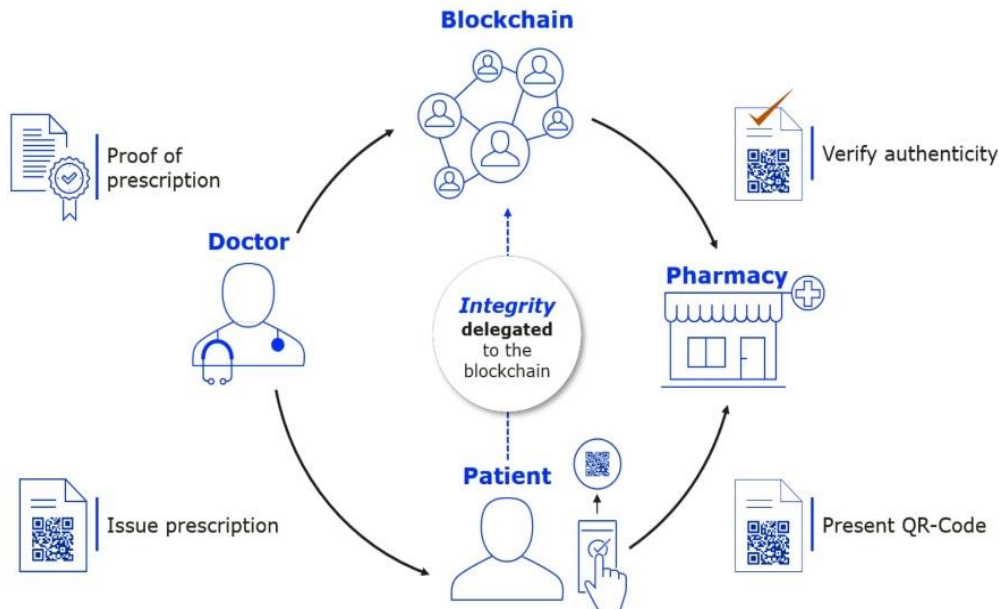 Blockchain
Proof of
prescription
Verify authenticity
Doctor
Pharmacy
Integrity
delegated
to the
blockchain
Patient
Issue prescription
Present QR-Code